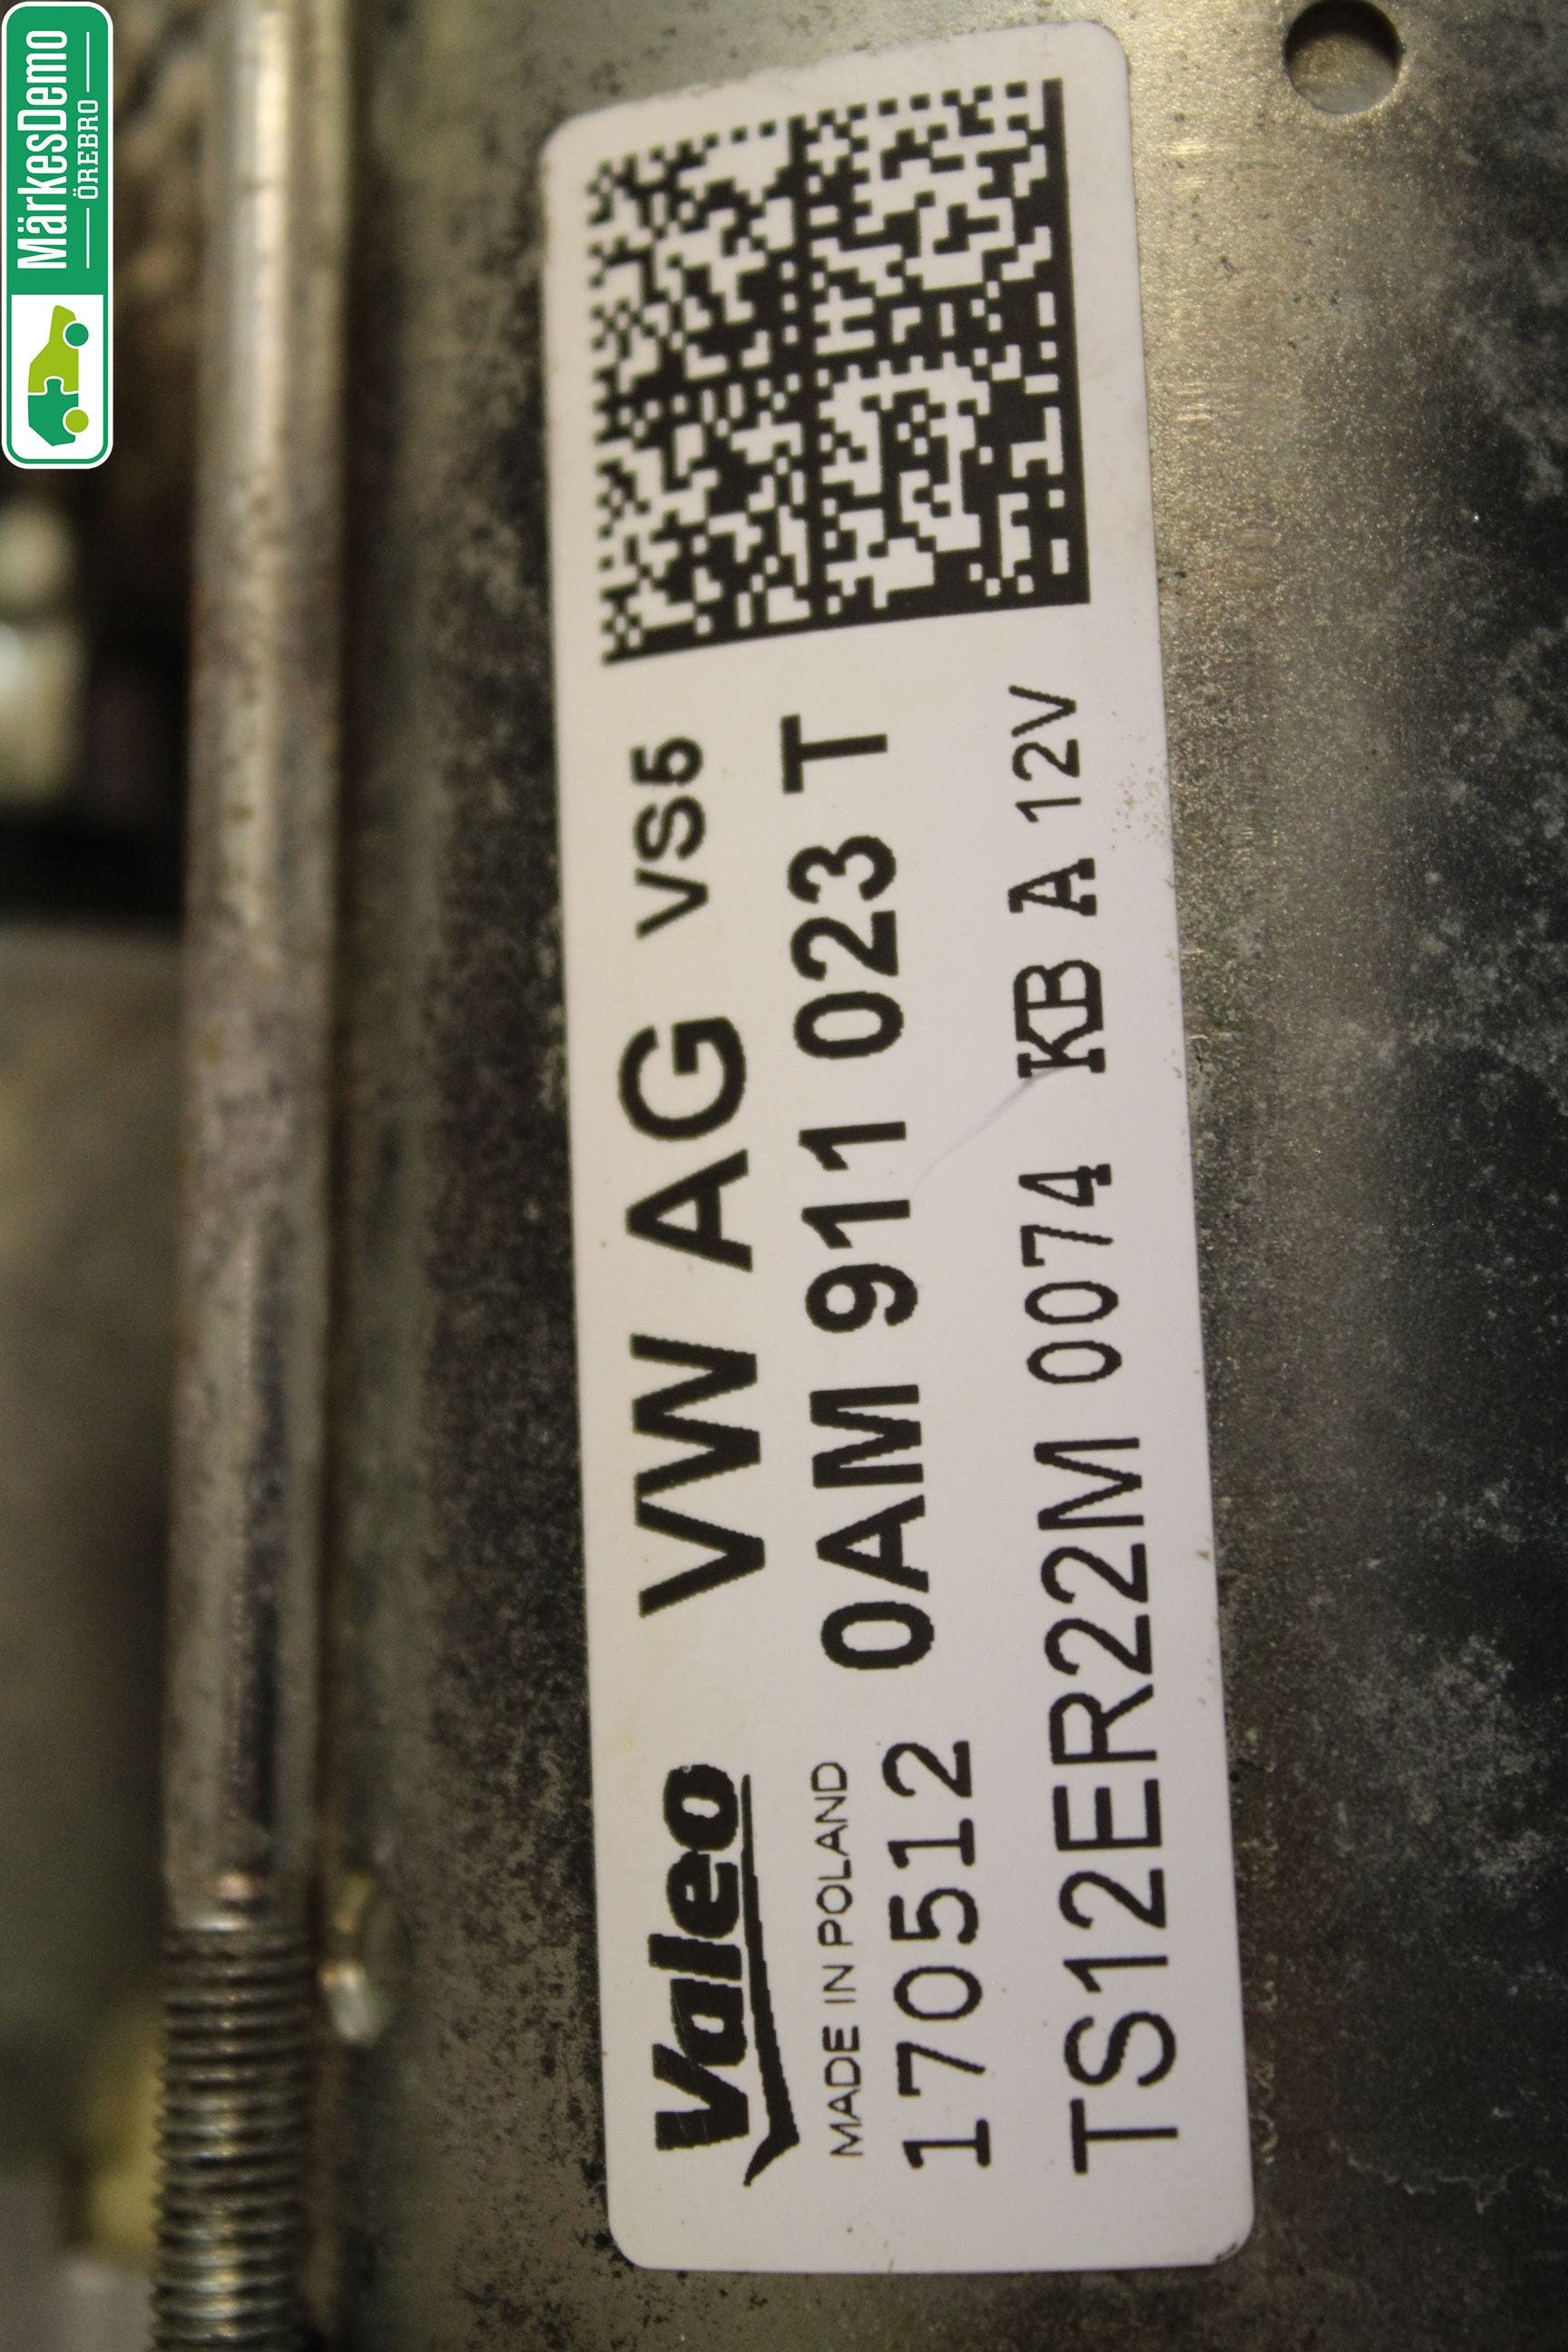 MärkesDemo
ÖREBRO
Valeo VW AG VS5
MADE IN POLAND
170512 0AM 911 023 T
TS12ER22M 0074 KB A 12V